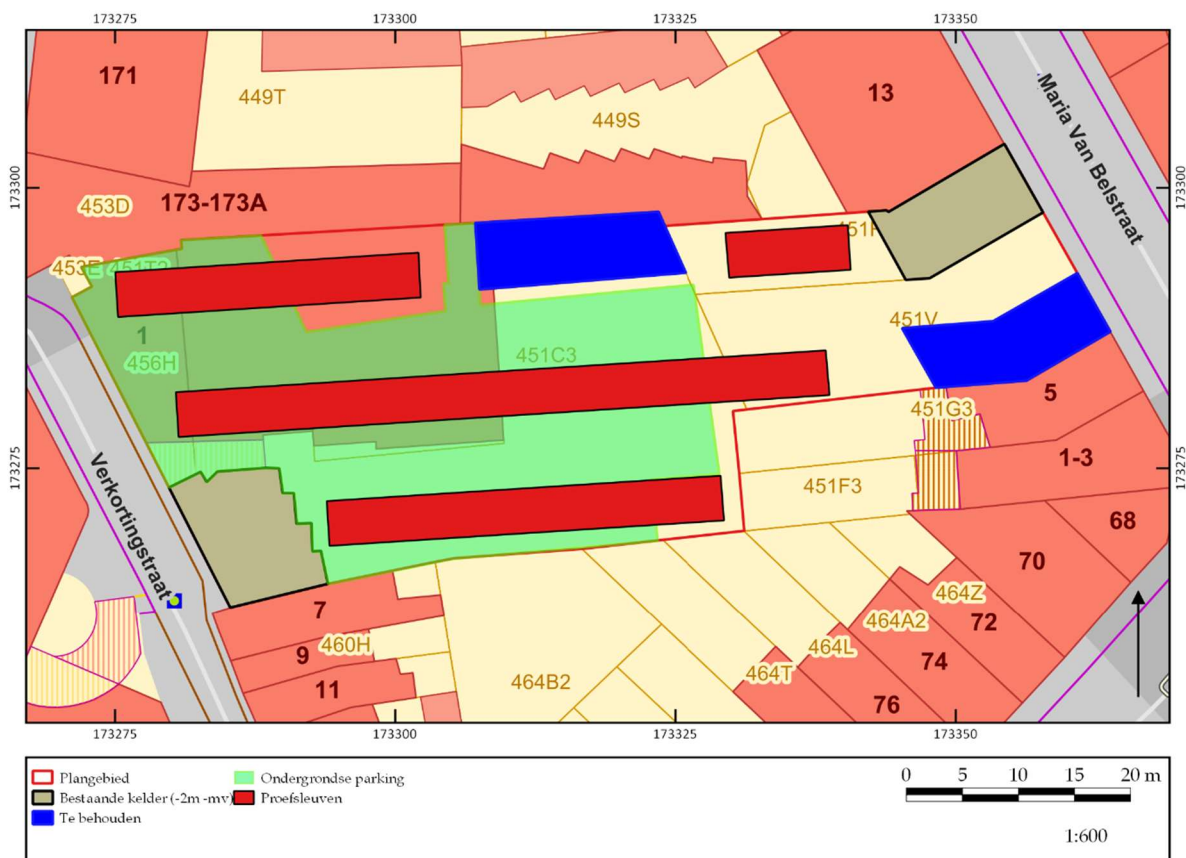 173275 173300 173325 173350
171
449T
13
449S
Maria Van Belstraat
173300
173300
453D
173-173A
453E
1
456H
451C3
451V
5
451G3
173275
173275
1-3
451F3
Verkortingstraat
68
70
7
464Z
72
464A2
9
460H
464L
74
464T
11
464B2
76
173275 173300 173325 173350
Plangebied
Ondergrondse parking
Bestaande kelder (-2m -mv)
Proefsleuven
Te behouden
0 5 10 15 20 m
1:600